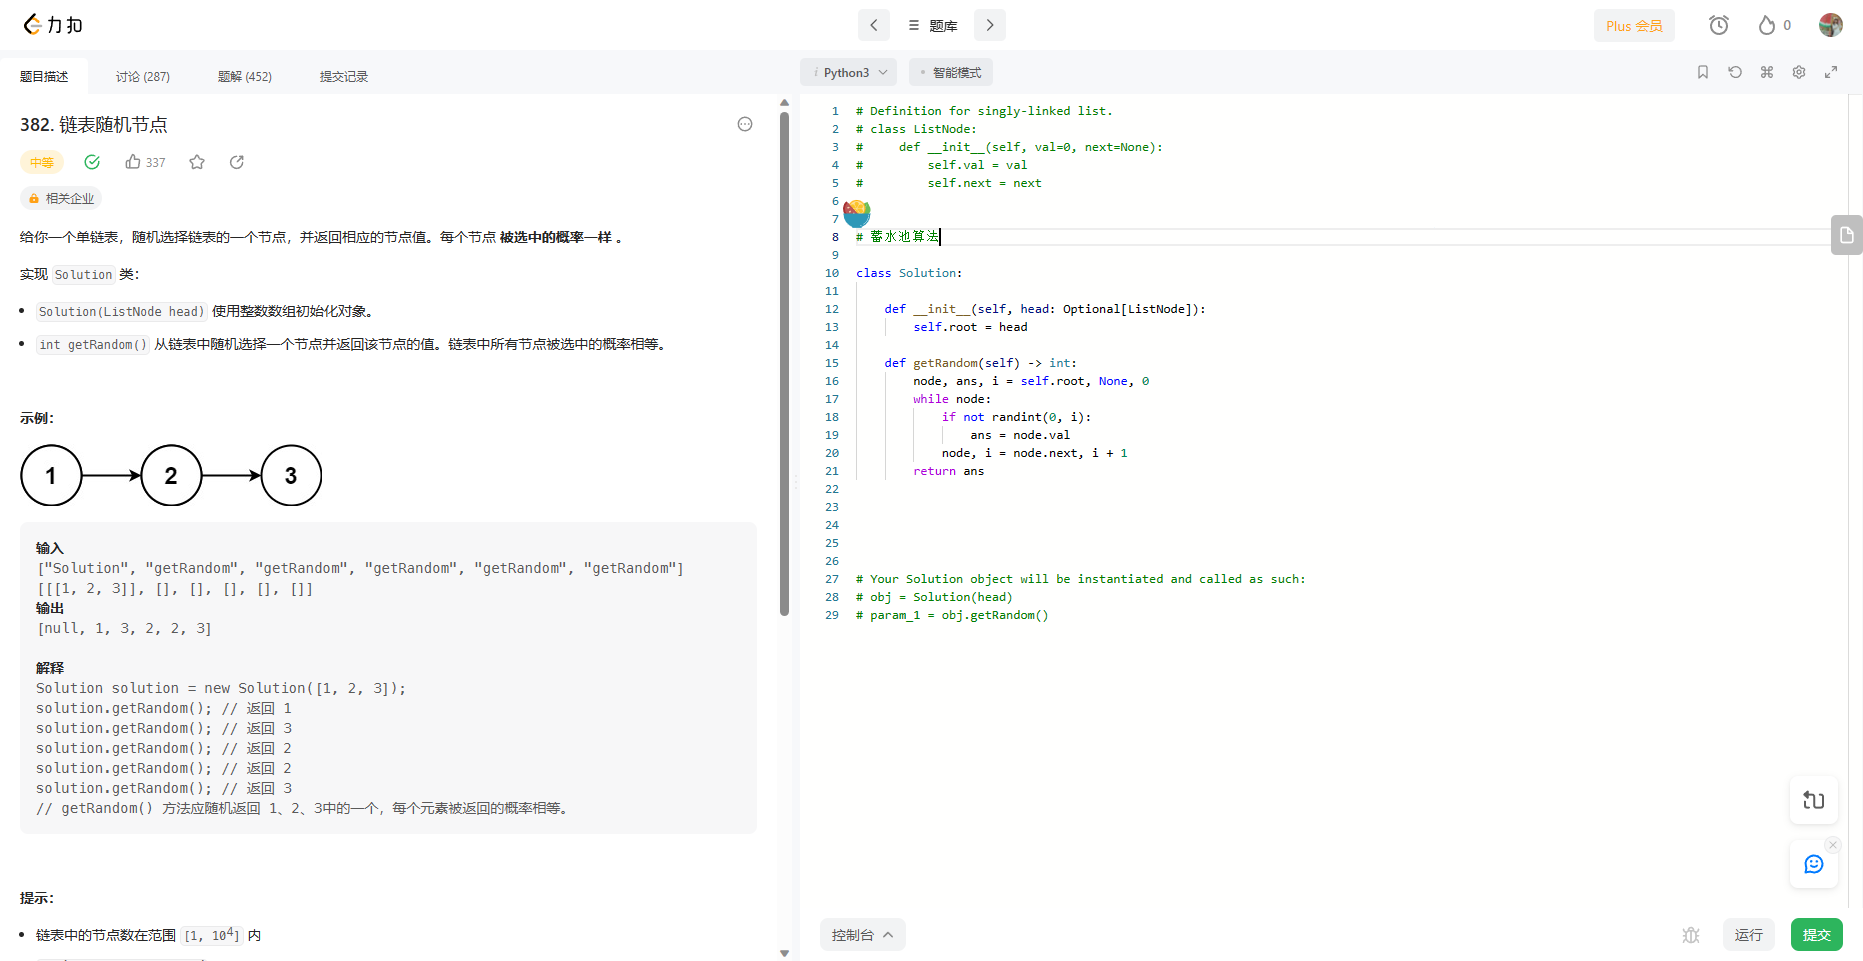 力扣
题库
Plus 会员
0
题目描述
讨论 (287)
题解 (452)
提交记录
i Python3
智能模式
382. 链表随机节点
中等
337
相关企业
给你一个单链表，随机选择链表的一个节点，并返回相应的节点值。每个节点 被选中的概率一样 。
实现 Solution 类：
Solution(ListNode head) 使用整数数组初始化对象。
int getRandom() 从链表中随机选择一个节点并返回该节点的值。链表中所有节点被选中的概率相等。
示例：
1 2 3
输入
["Solution", "getRandom", "getRandom", "getRandom", "getRandom", "getRandom"]
[[[1, 2, 3]], [], [], [], [], []]
输出
[null, 1, 3, 2, 2, 3]
解释
Solution solution = new Solution([1, 2, 3]);
solution.getRandom(); // 返回 1
solution.getRandom(); // 返回 3
solution.getRandom(); // 返回 2
solution.getRandom(); // 返回 2
solution.getRandom(); // 返回 3
// getRandom() 方法应随机返回 1、2、3中的一个，每个元素被返回的概率相等。
提示：
链表中的节点数在范围 [1, 10⁴] 内
1 # Definition for singly-linked list.
2 # class ListNode:
3 #     def __init__(self, val=0, next=None):
4 #         self.val = val
5 #         self.next = next
6
7
8 # 蓄水池算法
9
10 class Solution:
11
12     def __init__(self, head: Optional[ListNode]):
13         self.root = head
14
15     def getRandom(self) -> int:
16         node, ans, i = self.root, None, 0
17         while node:
18             if not randint(0, i):
19                 ans = node.val
20             node, i = node.next, i + 1
21         return ans
22
23
24
25
26
27 # Your Solution object will be instantiated and called as such:
28 # obj = Solution(head)
29 # param_1 = obj.getRandom()
控制台
运行
提交